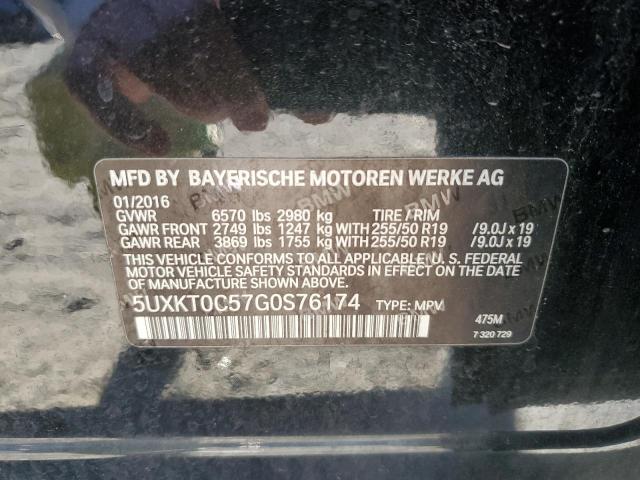 MFD BY BAYERISCHE MOTOREN WERKE AG
01/2016
GVWR 6570 lbs 2980 kg TIRE / RIM
GAWR FRONT 2749 lbs 1247 kg WITH 255/50 R19 /9.0J x 19
GAWR REAR 3869 lbs 1755 kg WITH 255/50 R19 /9.0J x 19
THIS VEHICLE CONFORMS TO ALL APPLICABLE U. S. FEDERAL
MOTOR VEHICLE SAFETY STANDARDS IN EFFECT ON THE
DATE OF MANUFACTURE SHOWN ABOVE.
5UXKT0C57G0S76174 TYPE: MPV
475M
7 320 729